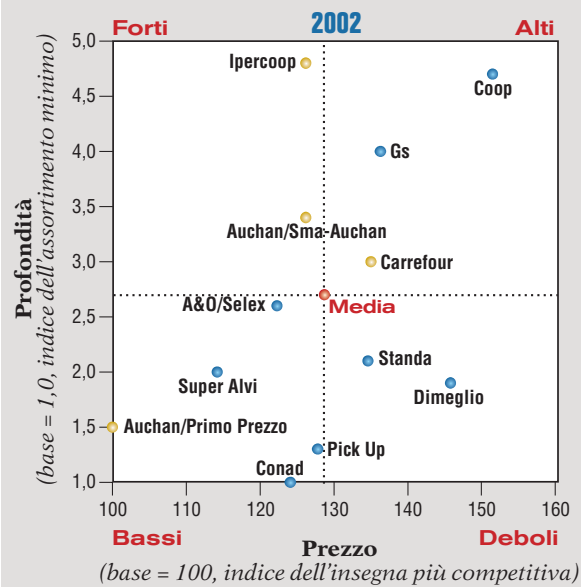 Forti
2002
Alti
Profondità
(base = 1,0, indice dell'assortimento minimo)
5,0
4,5
4,0
3,5
3,0
2,5
2,0
1,5
1,0
Ipercoop
Coop
Gs
Auchan/Sma-Auchan
Carrefour
A&O/Selex
Media
Super Alvi
Standa
Dimeglio
Auchan/Primo Prezzo
Pick Up
Conad
100
110
120
130
140
150
160
Bassi
Prezzo
Deboli
(base = 100, indice dell'insegna più competitiva)